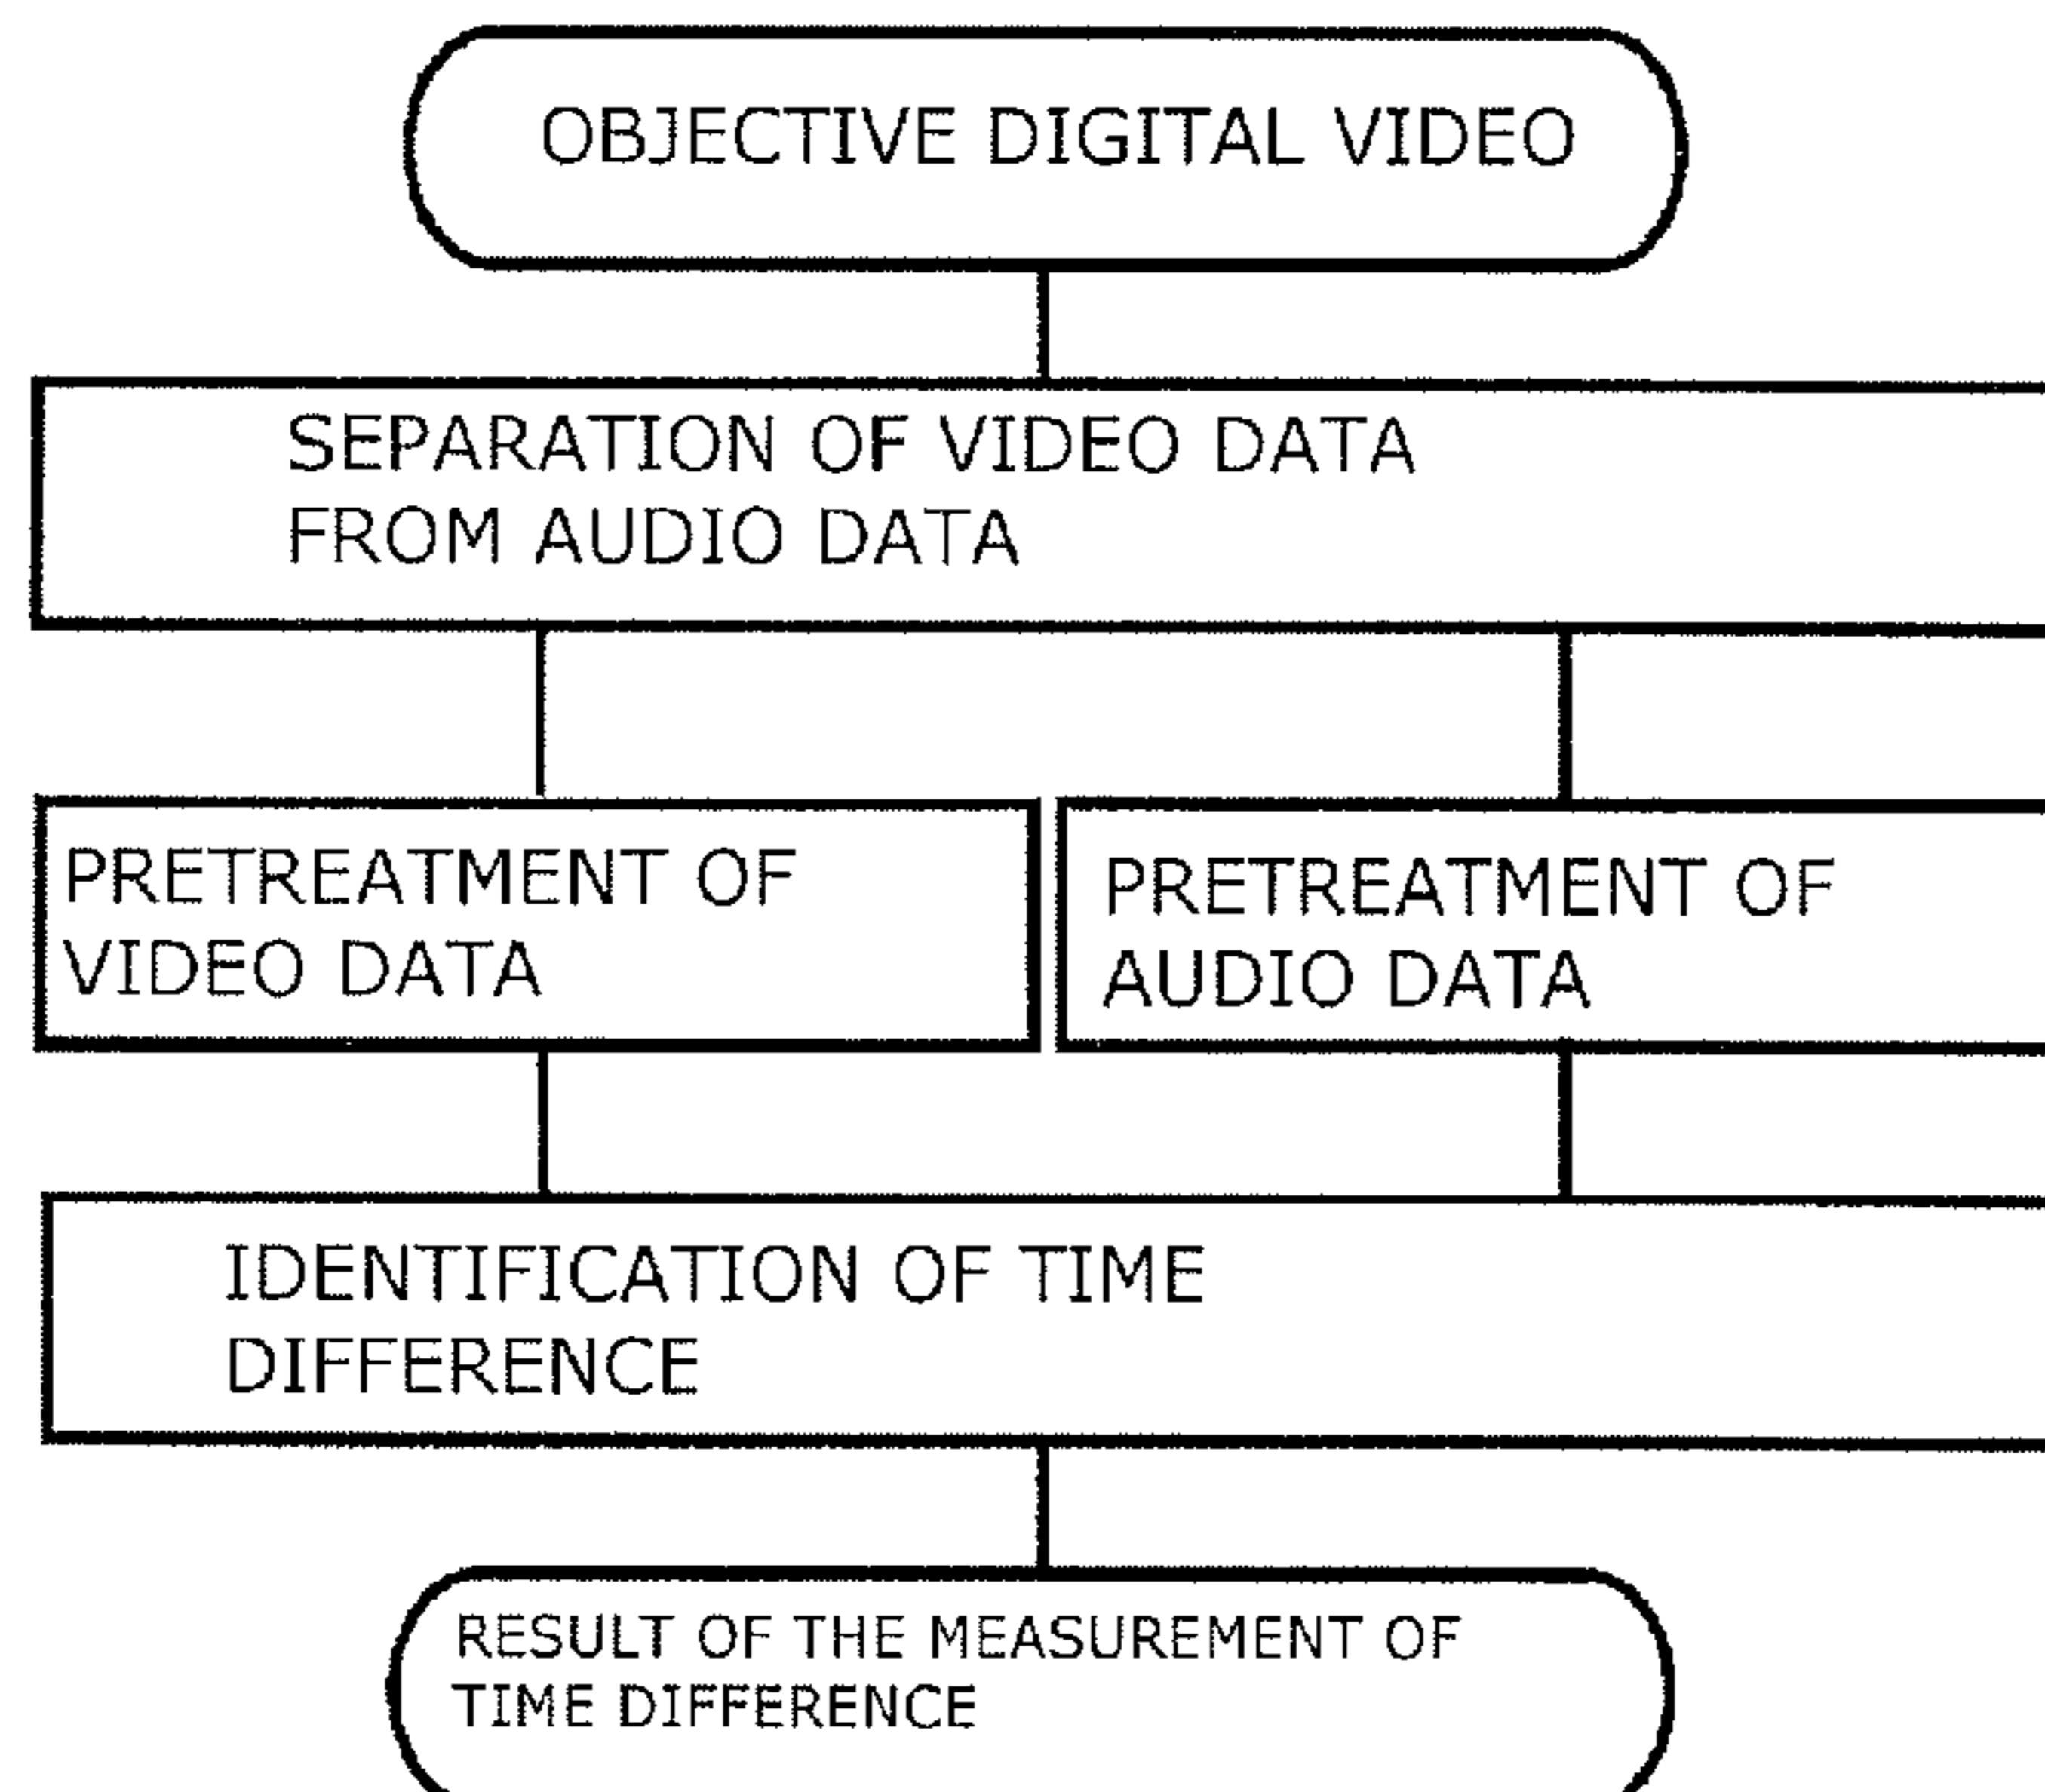 OBJECTIVE DIGITAL VIDEO
SEPARATION OF VIDEO DATA
FROM AUDIO DATA
PRETREATMENT OF
VIDEO DATA
PRETREATMENT OF
AUDIO DATA
IDENTIFICATION OF TIME
DIFFERENCE
RESULT OF THE MEASUREMENT OF
TIME DIFFERENCE